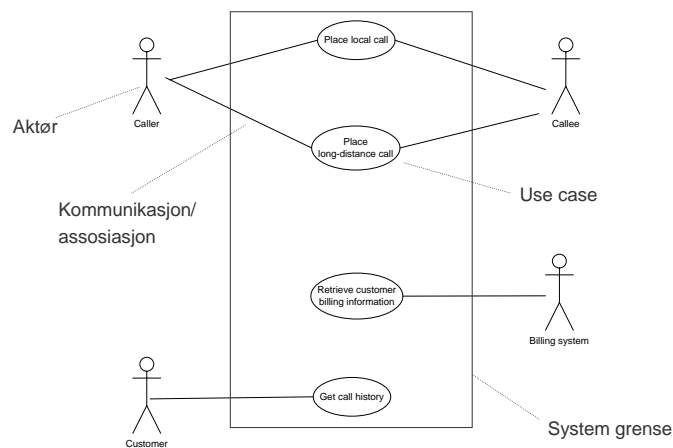 Place local call
Caller
Callee
Aktør
Place
long-distance call
Use case
Kommunikasjon/
assosiasjon
Retrieve customer
billing information
Billing system
Get call history
System grense
Customer